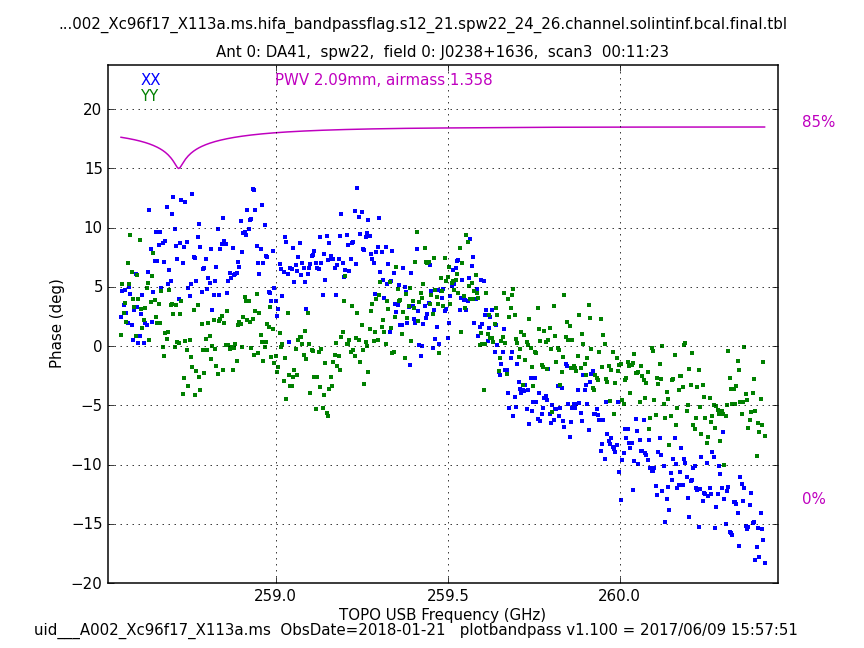 ...002_Xc96f17_X113a.ms.hifa_bandpassflag.s12_21.spw22_24_26.channel.solintinf.bcal.final.tbl
Ant 0: DA41,  spw22,  field 0: J0238+1636,  scan3  00:11:23
XX
PWV 2.09mm, airmass 1.358
YY
20
85%
15
10
5
0
−5
−10
0%
−15
−20
Phase (deg)
259.0
259.5
260.0
TOPO USB Frequency (GHz)
uid___A002_Xc96f17_X113a.ms  ObsDate=2018-01-21   plotbandpass v1.100 = 2017/06/09 15:57:51